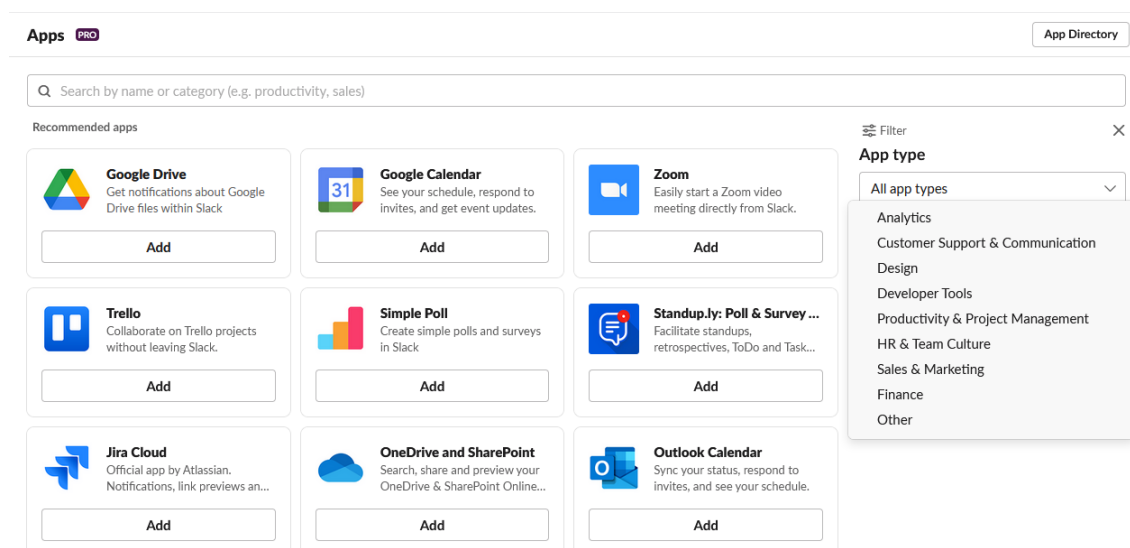 Apps PRO
App Directory
Search by name or category (e.g. productivity, sales)
Recommended apps
Google Drive
Get notifications about Google
Drive files within Slack
Add
31
Google Calendar
See your schedule, respond to
invites, and get event updates.
Add
Zoom
Easily start a Zoom video
meeting directly from Slack.
Add
Trello
Collaborate on Trello projects
without leaving Slack.
Add
Simple Poll
Create simple polls and surveys
in Slack
Add
Standup.ly: Poll & Survey ...
Facilitate standups,
retrospectives, ToDo and Task...
Add
Jira Cloud
Official app by Atlassian.
Notifications, link previews an...
Add
OneDrive and SharePoint
Search, share and preview your
OneDrive & SharePoint Online...
Add
O
Outlook Calendar
Sync your status, respond to
invites, and see your schedule.
Add
Filter
App type
All app types
Analytics
Customer Support & Communication
Design
Developer Tools
Productivity & Project Management
HR & Team Culture
Sales & Marketing
Finance
Other